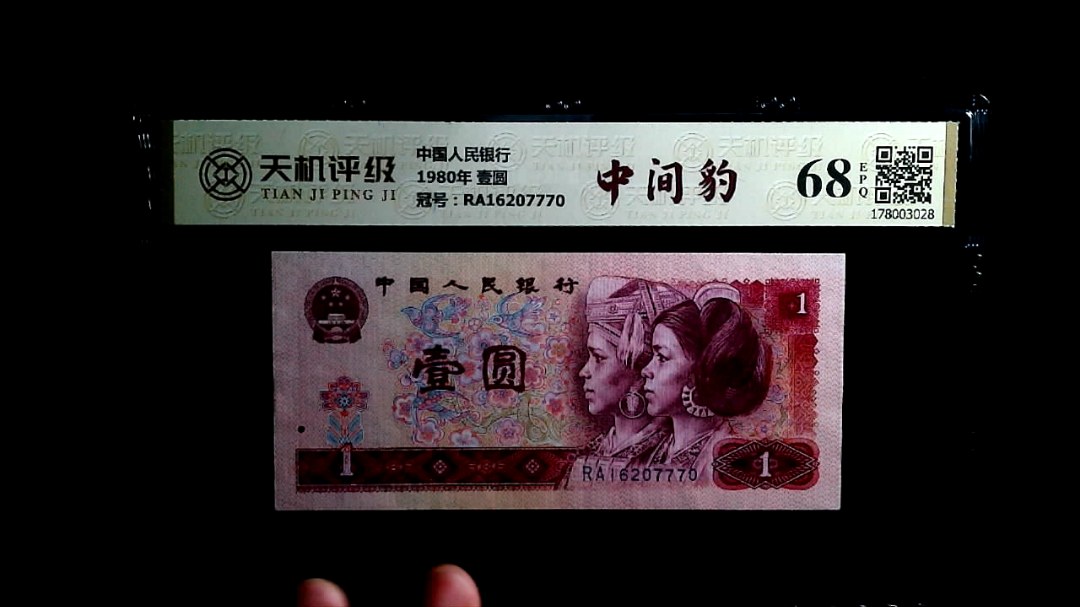 天机评级
TIAN JI PING JI
中国人民银行
1980年 壹圆
冠号：RA16207770
中间豹
68
EPQ
178003028
中国人民银行
1
壹圆
1
RA16207770
1